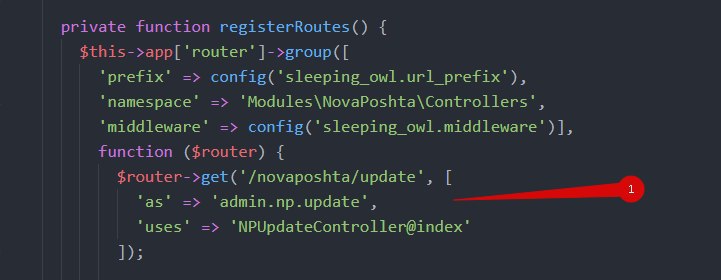 private function registerRoutes() {
$this->app['router']->group([
'prefix' => config('sleeping_owl.url_prefix'),
'namespace' => 'Modules\NovaPoshta\Controllers',
'middleware' => config('sleeping_owl.middleware')],
function ($router) {
$router->get('/novaposhta/update', [
'as' => 'admin.np.update',
1
'uses' => 'NPUpdateController@index'
]);